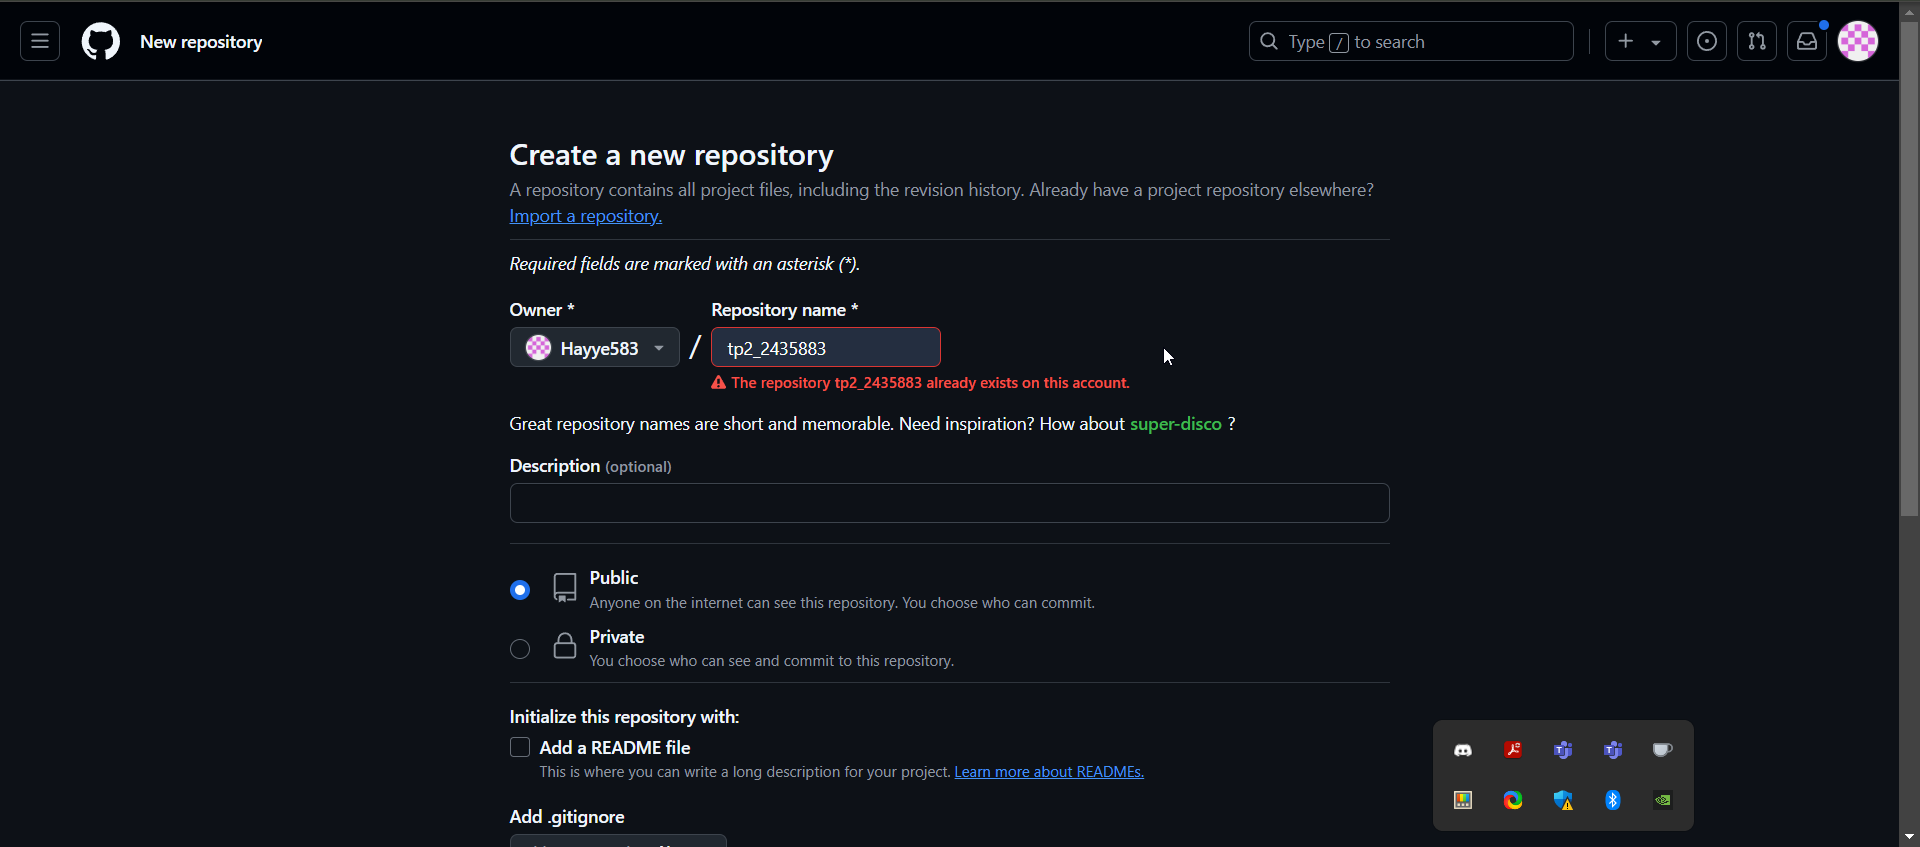 New repository
Type / to search
Create a new repository
A repository contains all project files, including the revision history. Already have a project repository elsewhere?
Import a repository.
Required fields are marked with an asterisk (*).
Owner * Repository name *
Hayye583 / tp2_2435883
The repository tp2_2435883 already exists on this account.
Great repository names are short and memorable. Need inspiration? How about super-disco ?
Description (optional)
Public
Anyone on the internet can see this repository. You choose who can commit.
Private
You choose who can see and commit to this repository.
Initialize this repository with:
Add a README file
This is where you can write a long description for your project. Learn more about READMEs.
Add .gitignore